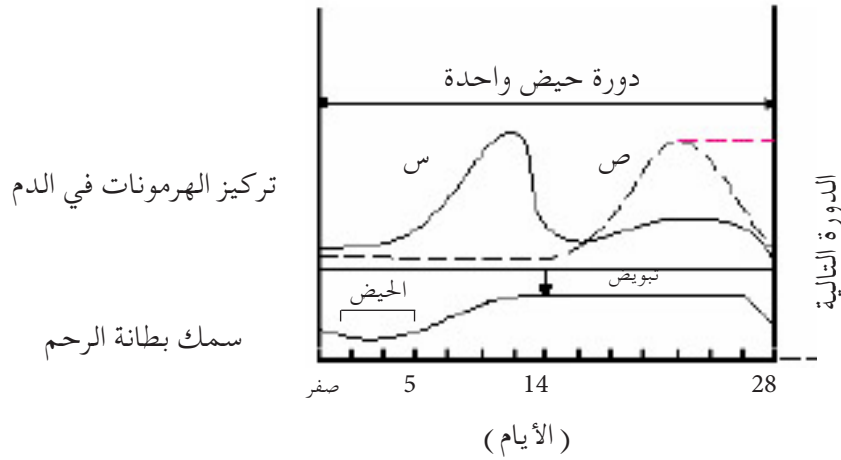 دورة حيض واحدة
س
ص
تركيز الهرمونات في الدم
الدورة التالية
تبويض
الحيض
سمك بطانة الرحم
صفر
5
14
28
(الأيام)